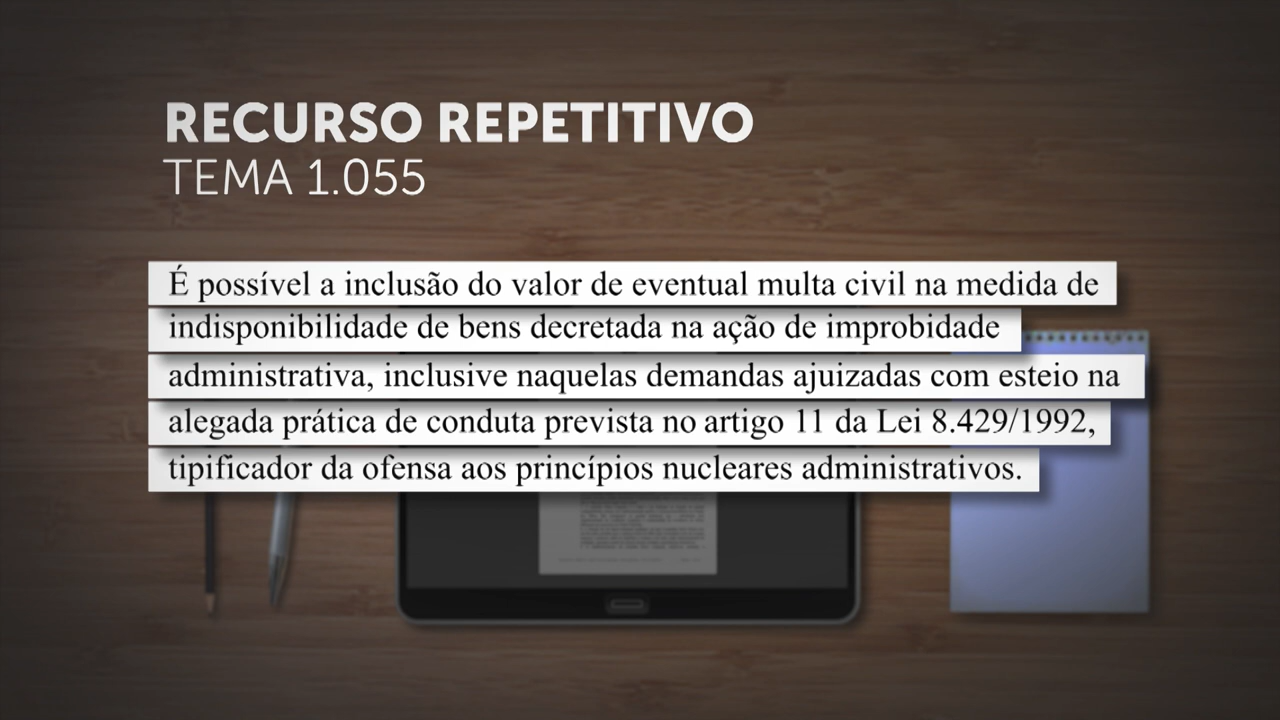 RECURSO REPETITIVO
TEMA 1.055
É possível a inclusão do valor de eventual multa civil na medida de
indisponibilidade de bens decretada na ação de improbidade
administrativa, inclusive naquelas demandas ajuizadas com esteio na
alegada prática de conduta prevista no artigo 11 da Lei 8.429/1992,
tipificador da ofensa aos princípios nucleares administrativos.